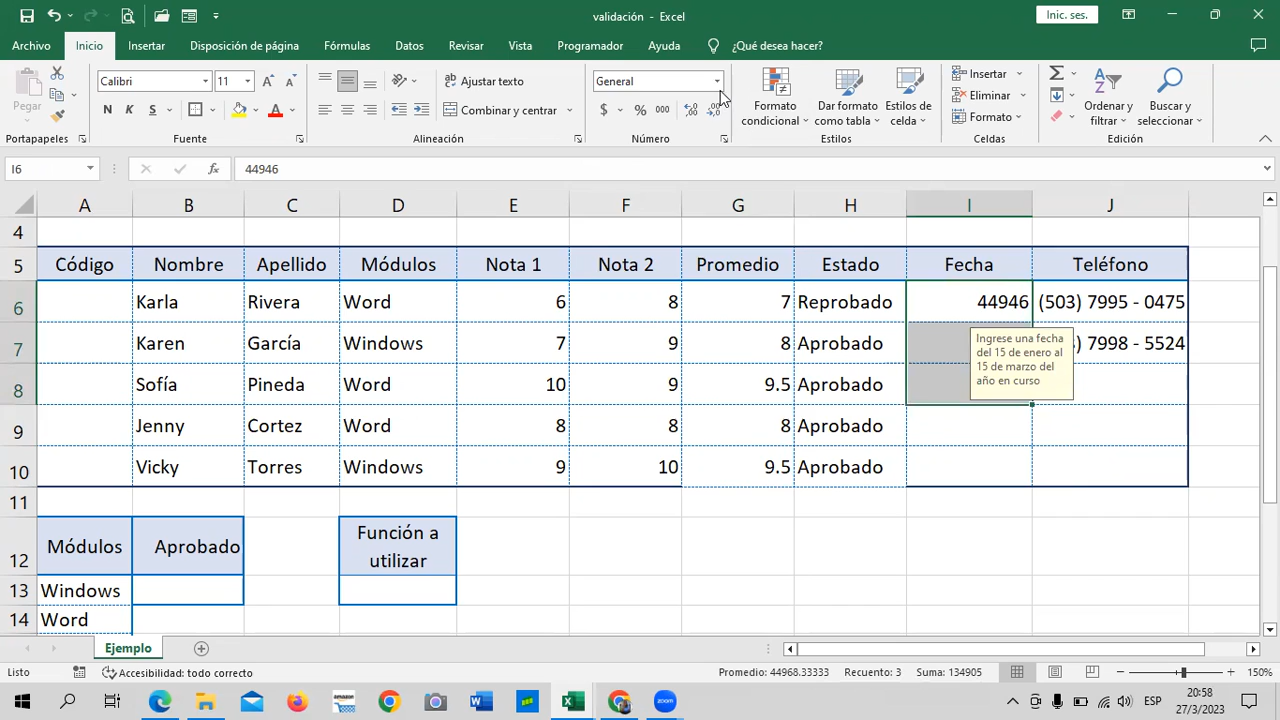 validación - Excel
Inic. ses.
Archivo Inicio Insertar Disposición de página Fórmulas Datos Revisar Vista Programador Ayuda ¿Qué desea hacer?
Pegar
Calibri 11
N K S
Ajustar texto
Combinar y centrar
General
$ % 000
Formato condicional
Dar formato como tabla
Estilos de celda
Insertar
Eliminar
Formato
Ordenar y filtrar
Buscar y seleccionar
Portapapeles Fuente Alineación Número Estilos Celdas Edición
I6 fx 44946
A B C D E F G H I J
4
5 Código Nombre Apellido Módulos Nota 1 Nota 2 Promedio Estado Fecha Teléfono
6 Karla Rivera Word 6 8 7 Reprobado 44946 (503) 7995 - 0475
7 Karen García Windows 7 9 8 Aprobado 7998 - 5524
8 Sofía Pineda Word 10 9 9.5 Aprobado
9 Jenny Cortez Word 8 8 8 Aprobado
10 Vicky Torres Windows 9 10 9.5 Aprobado
Ingrese una fecha
del 15 de enero al
15 de marzo del
año en curso
11
12 Módulos Aprobado Función a utilizar
13 Windows
14 Word
Ejemplo
Listo Accesibilidad: todo correcto Promedio: 44968.33333 Recuento: 3 Suma: 134905 150%
ESP
20:58
27/3/2023